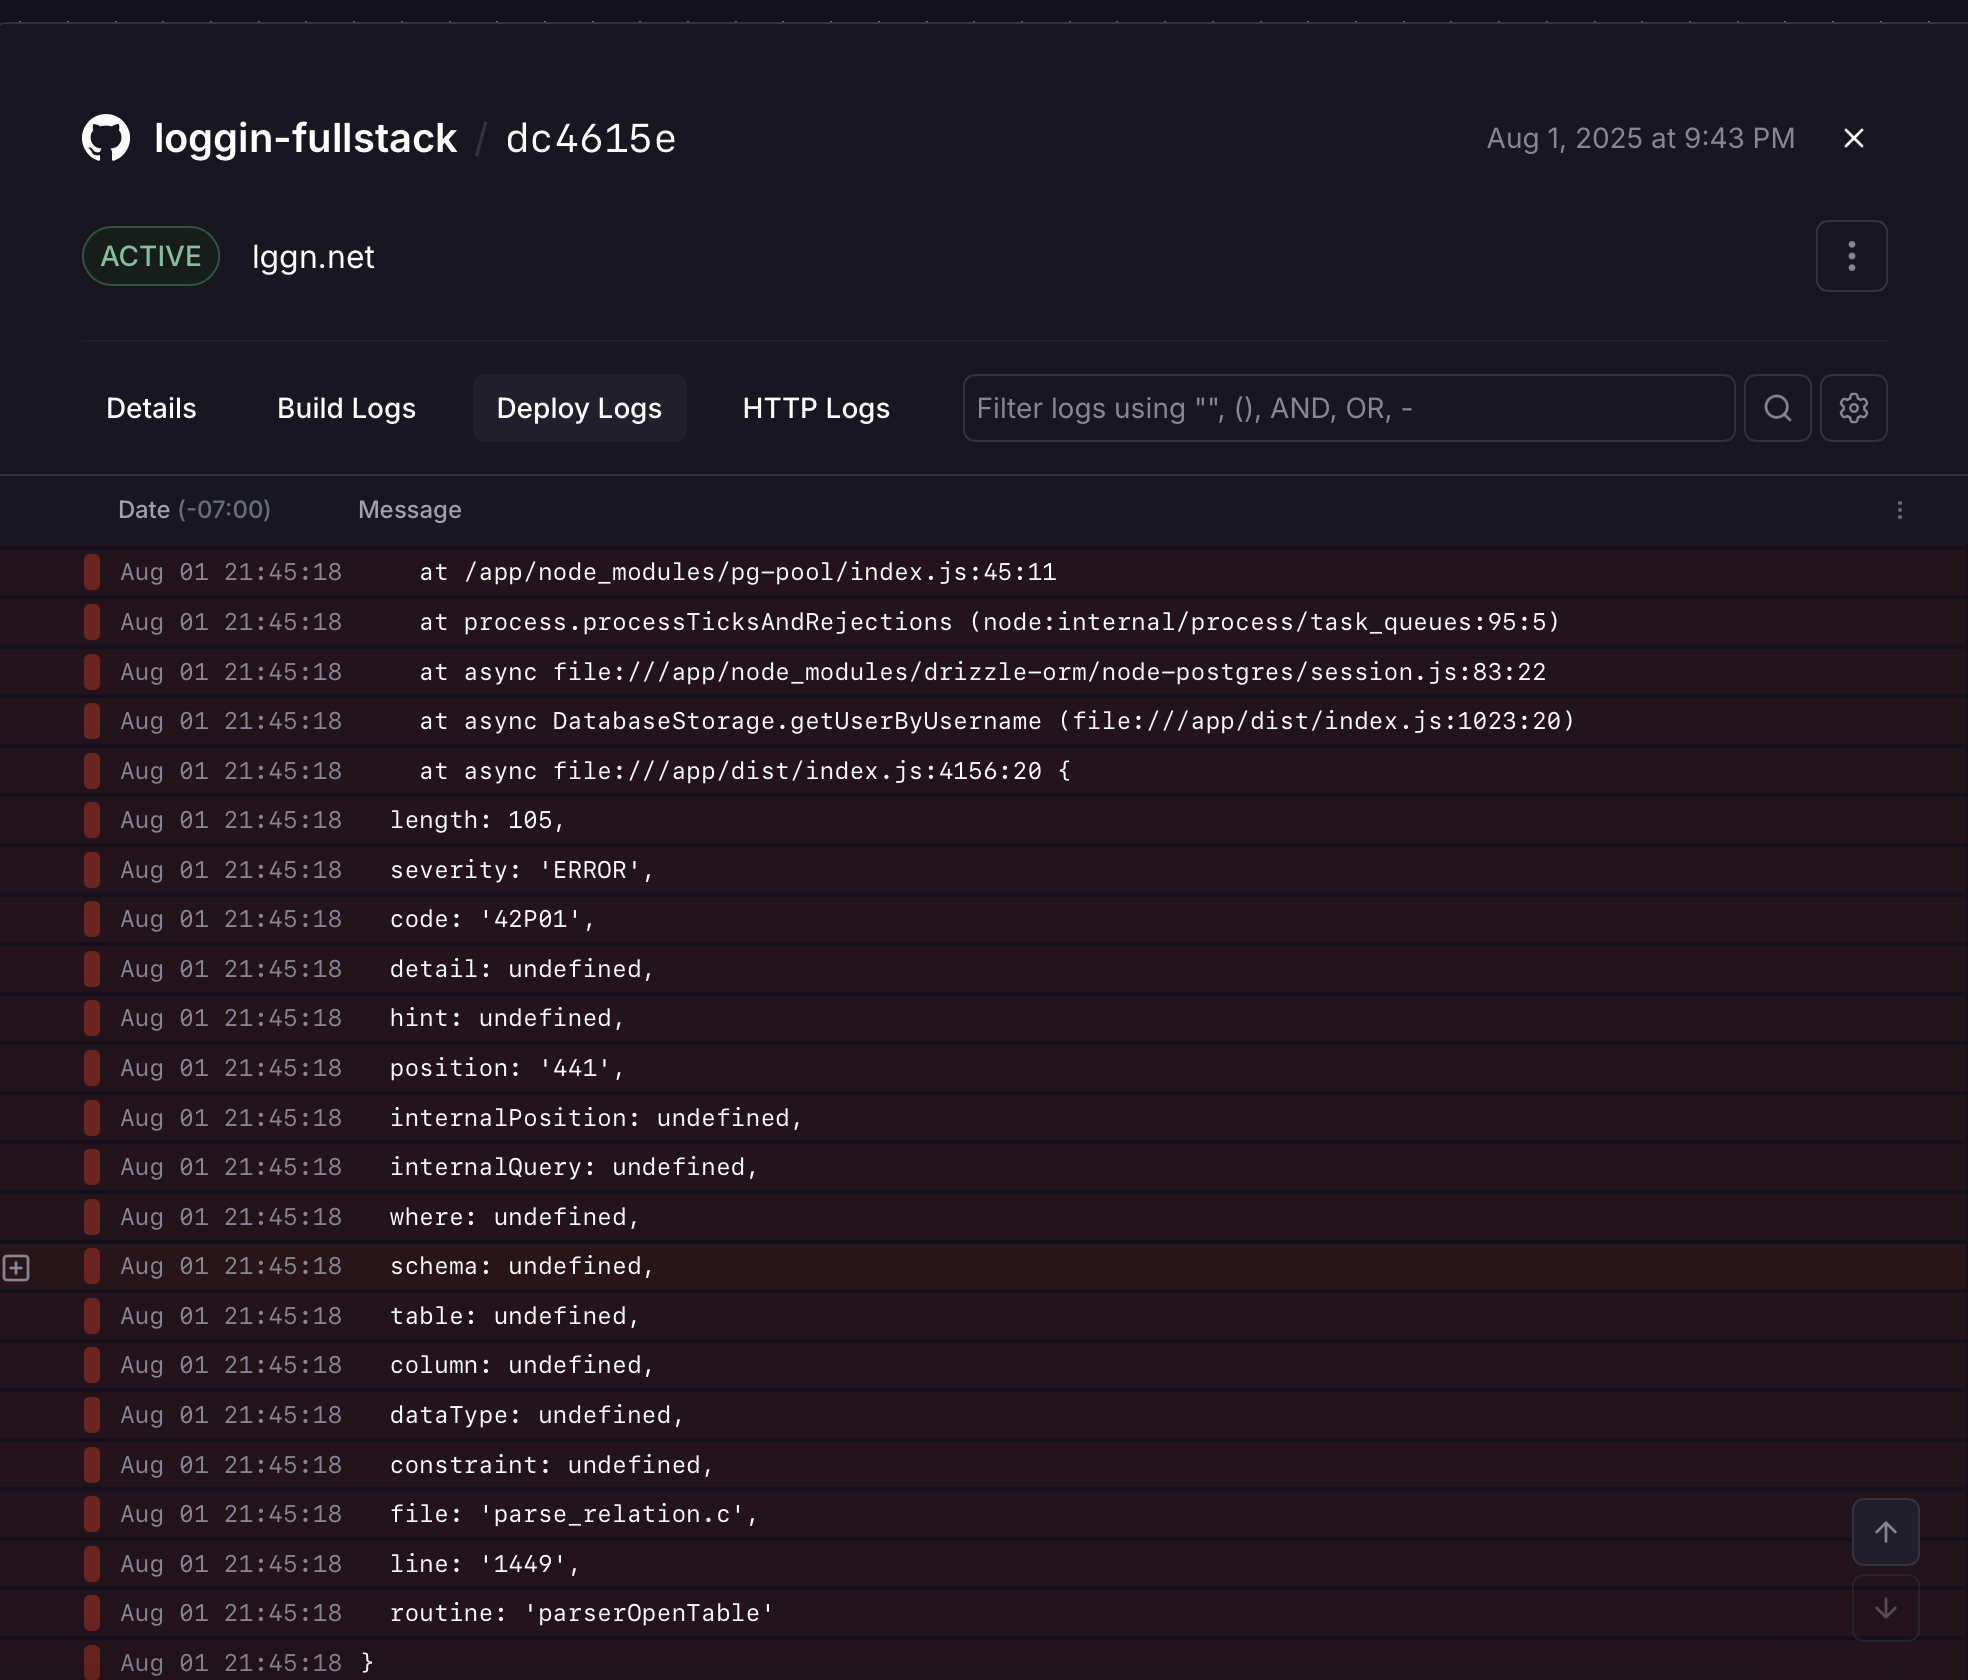 loggin-fullstack / dc4615e
Aug 1, 2025 at 9:43 PM
ACTIVE
lggn.net
Details
Build Logs
Deploy Logs
HTTP Logs
Filter logs using "", (), AND, OR, -
Date (-07:00)
Message
Aug 01 21:45:18     at /app/node_modules/pg-pool/index.js:45:11
Aug 01 21:45:18     at process.processTicksAndRejections (node:internal/process/task_queues:95:5)
Aug 01 21:45:18     at async file:///app/node_modules/drizzle-orm/node-postgres/session.js:83:22
Aug 01 21:45:18     at async DatabaseStorage.getUserByUsername (file:///app/dist/index.js:1023:20)
Aug 01 21:45:18     at async file:///app/dist/index.js:4156:20 {
Aug 01 21:45:18   length: 105,
Aug 01 21:45:18   severity: 'ERROR',
Aug 01 21:45:18   code: '42P01',
Aug 01 21:45:18   detail: undefined,
Aug 01 21:45:18   hint: undefined,
Aug 01 21:45:18   position: '441',
Aug 01 21:45:18   internalPosition: undefined,
Aug 01 21:45:18   internalQuery: undefined,
Aug 01 21:45:18   where: undefined,
Aug 01 21:45:18   schema: undefined,
Aug 01 21:45:18   table: undefined,
Aug 01 21:45:18   column: undefined,
Aug 01 21:45:18   dataType: undefined,
Aug 01 21:45:18   constraint: undefined,
Aug 01 21:45:18   file: 'parse_relation.c',
Aug 01 21:45:18   line: '1449',
Aug 01 21:45:18   routine: 'parserOpenTable'
Aug 01 21:45:18 }